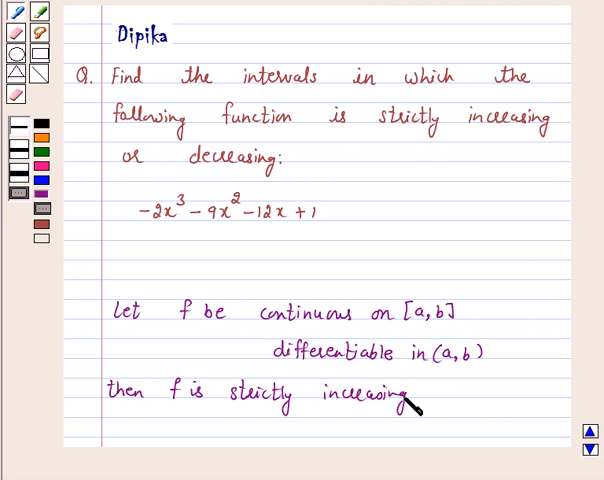 Dipika
Q. Find the intervals in which the
following function is strictly increasing
or decreasing:
-2x³ - 9x² - 12x + 1
Let f be continuous on [a, b]
differentiable in (a, b)
then f is strictly increasing